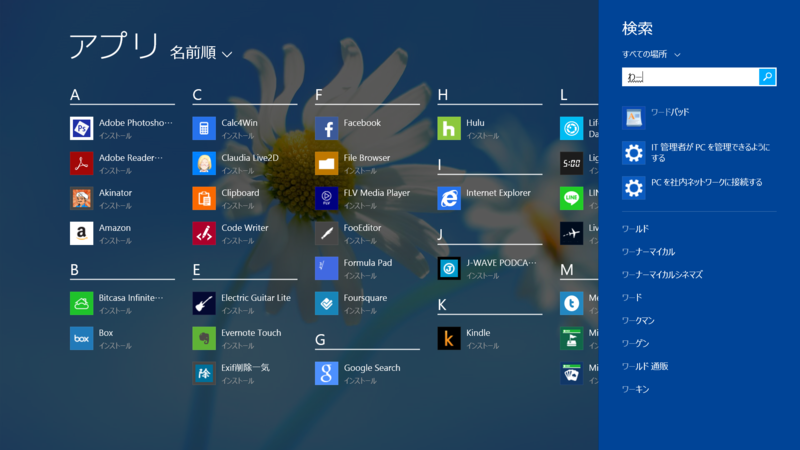 アプリ 名前順
A
Adobe Photosho…
インストール
Adobe Reader…
インストール
Akinator
インストール
Amazon
インストール
B
Bitcasa Infinite…
インストール
Box
インストール
C
Calc4Win
インストール
Claudia Live2D
インストール
Clipboard
インストール
Code Writer
インストール
E
Electric Guitar Lite
インストール
Evernote Touch
インストール
Exif削除一気
インストール
F
Facebook
インストール
File Browser
インストール
FLV Media Player
インストール
FooEditor
インストール
Formula Pad
インストール
Foursquare
インストール
G
Google Search
インストール
H
Hulu
インストール
I
Internet Explorer
J
J-WAVE PODCA…
インストール
K
Kindle
インストール
L
Life
Da
Lig
イン
LIN
イン
Live
イン
M
Mo
イン
Mi
イン
Mi
イン
検索
すべての場所
わー
ワードパッド
IT 管理者が PC を管理できるように
する
PC を社内ネットワークに接続する
ワールド
ワーナーマイカル
ワーナーマイカルシネマズ
ワード
ワークマン
ワーゲン
ワールド 通販
ワーキン